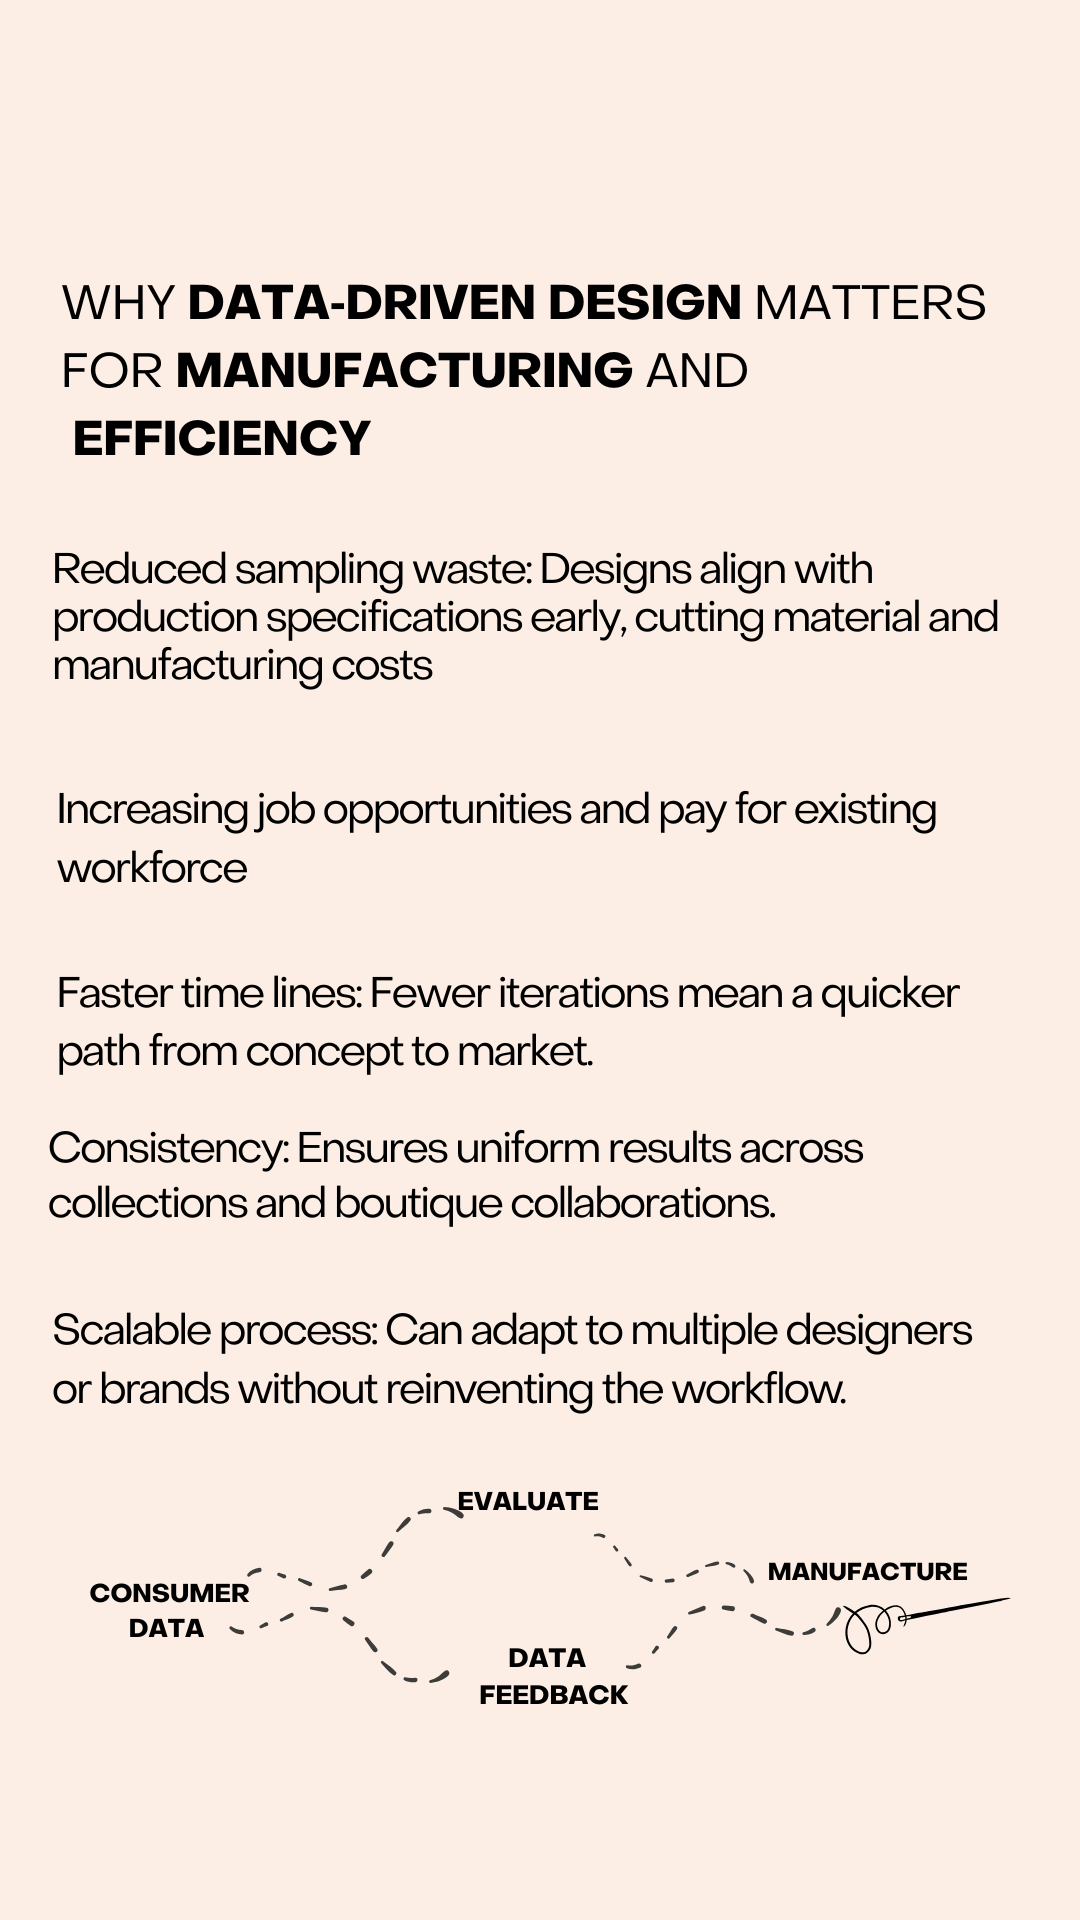 WHY DATA-DRIVEN DESIGN MATTERS
FOR MANUFACTURING AND
EFFICIENCY
Reduced sampling waste: Designs align with
production specifications early, cutting material and
manufacturing costs
Increasing job opportunities and pay for existing
workforce
Faster time lines: Fewer iterations mean a quicker
path from concept to market.
Consistency: Ensures uniform results across
collections and boutique collaborations.
Scalable process: Can adapt to multiple designers
or brands without reinventing the workflow.
CONSUMER
DATA
EVALUATE
DATA
FEEDBACK
MANUFACTURE